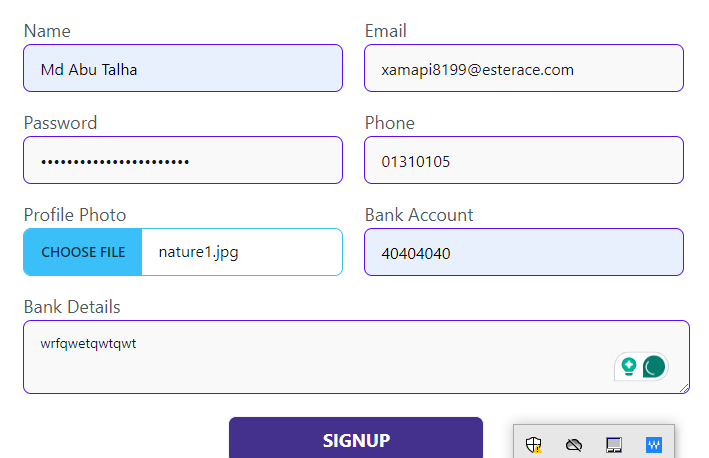 Name Email
Md Abu Talha xamapi8199@esterace.com
Password Phone
••••••••••••••••••••••• 01310105
Profile Photo Bank Account
CHOOSE FILE nature1.jpg 40404040
Bank Details
wrfqwetqwtqwt
SIGNUP